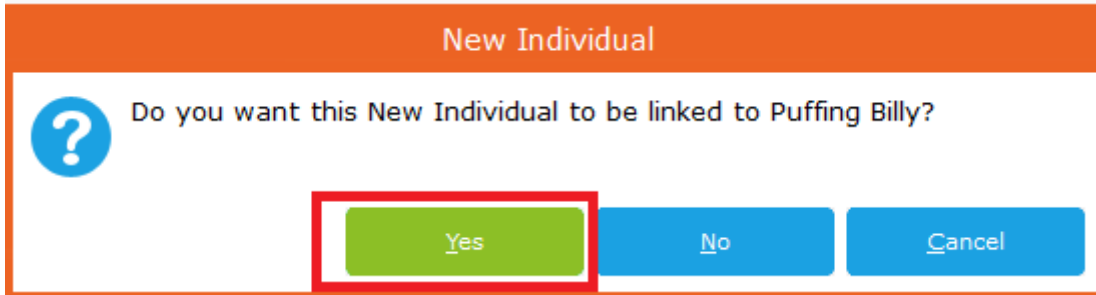 New Individual
Do you want this New Individual to be linked to Puffing Billy?
Yes
No
Cancel